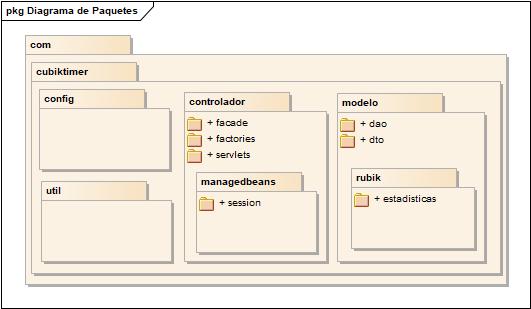 pkg Diagrama de Paquetes
com
cubiktimer
config
controlador
+ facade
+ factories
+ servlets
managedbeans
+ session
modelo
+ dao
+ dto
rubik
+ estadisticas
util